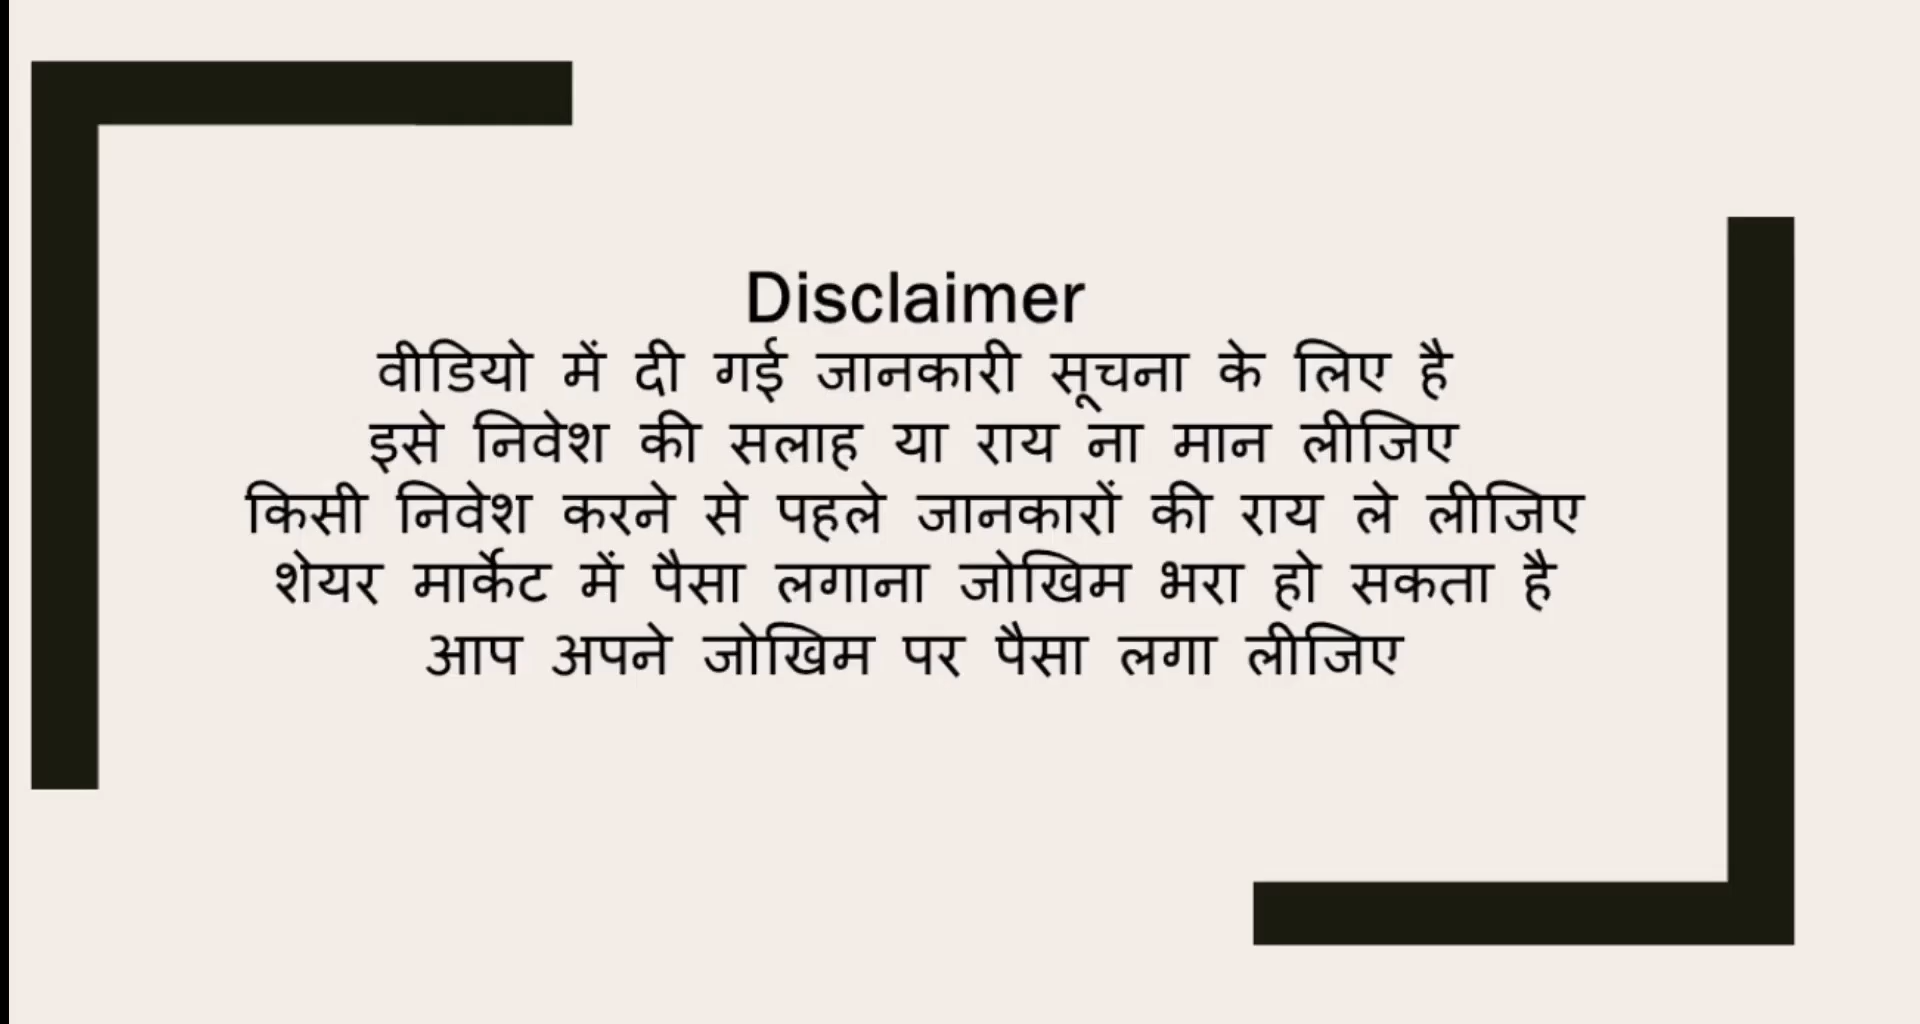 Disclaimer
वीडियो में दी गई जानकारी सूचना के लिए है
इसे निवेश की सलाह या राय ना मान लीजिए
किसी निवेश करने से पहले जानकारों की राय ले लीजिए
शेयर मार्केट में पैसा लगाना जोखिम भरा हो सकता है
आप अपने जोखिम पर पैसा लगा लीजिए